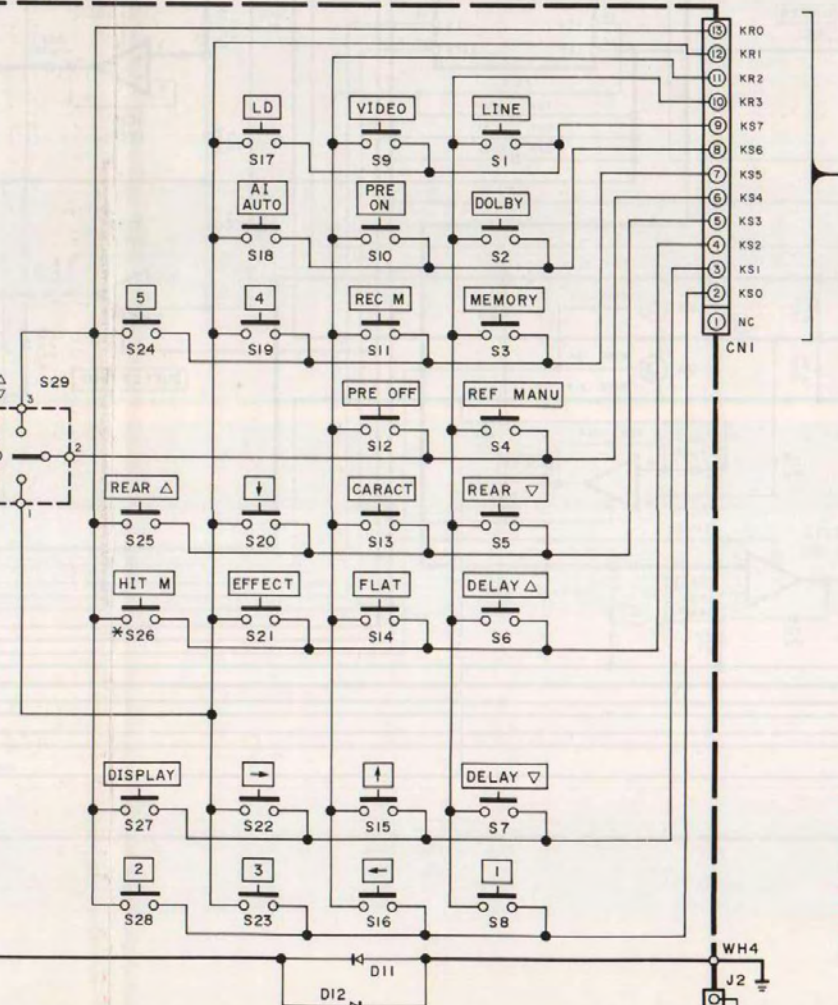 13 KR0
12 KR1
11 KR2
10 KR3
9 KS7
8 KS6
7 KS5
6 KS4
5 KS3
4 KS2
3 KS1
2 KS0
1 NC
CN1
LD VIDEO LINE
S17 S9 S1
AI AUTO PRE ON DOLBY
S18 S10 S2
5 4 REC M MEMORY
S24 S19 S11 S3
S29
3
2
1
PRE OFF REF MANU
S12 S4
REAR △ ↓ CARACT REAR ▽
S25 S20 S13 S5
HIT M EFFECT FLAT DELAY △
*S26 S21 S14 S6
DISPLAY → ↑ DELAY ▽
S27 S22 S15 S7
2 3 ← 1
S28 S23 S16 S8
WH4
D11
J2
D12